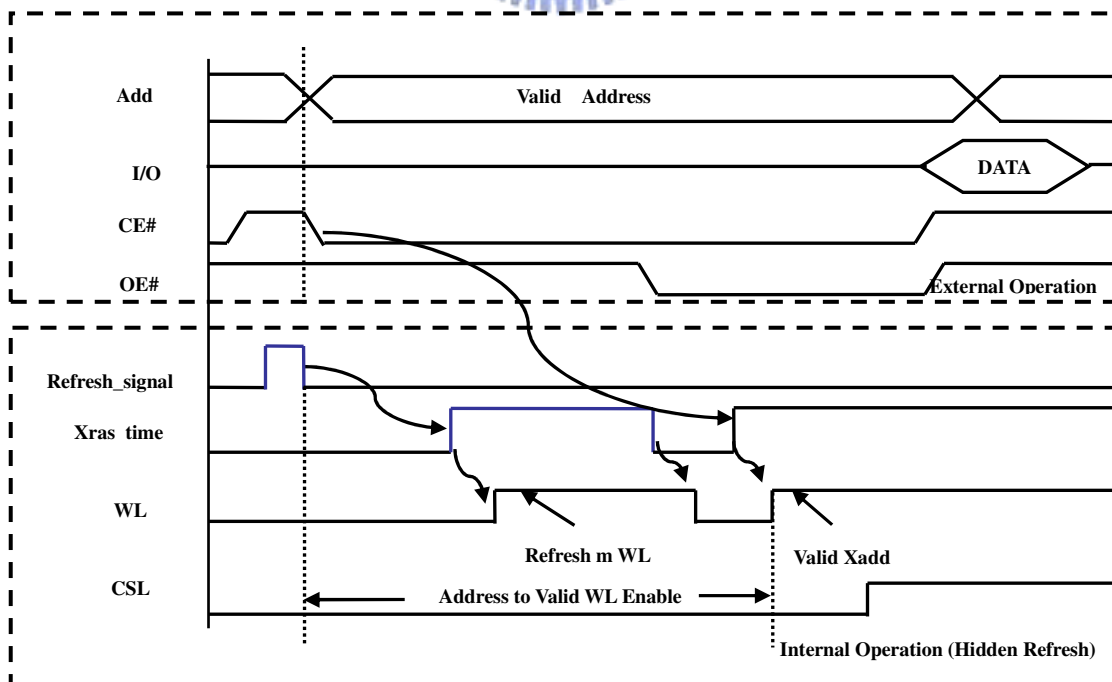 Add
Valid Address
I/O
DATA
CE#
OE#
External Operation
Refresh_signal
Xras time
WL
Refresh m WL
Valid Xadd
CSL
Address to Valid WL Enable
Internal Operation (Hidden Refresh)